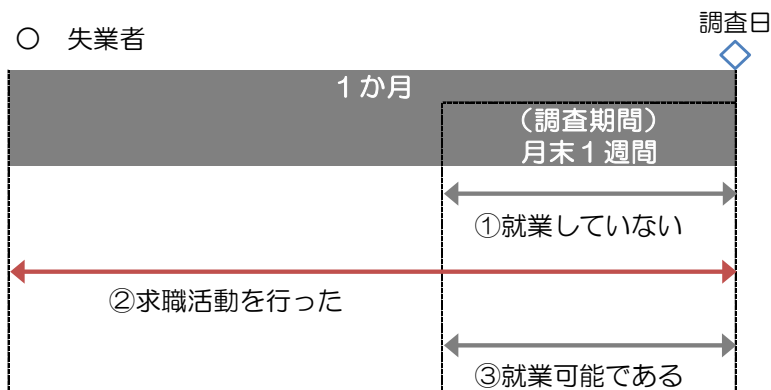 調査日
○ 失業者
1か月
（調査期間）
月末1週間
①就業していない
②求職活動を行った
③就業可能である